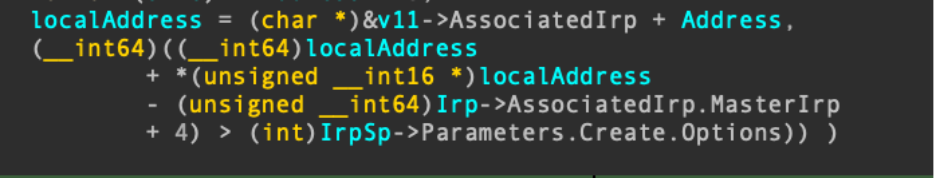 localAddress = (char *)&v11->AssociatedIrp + Address,
(__int64)((__int64)localAddress
+ *(unsigned __int16 *)localAddress
- (unsigned __int64)Irp->AssociatedIrp.MasterIrp
+ 4) > (int)IrpSp->Parameters.Create.Options)) )